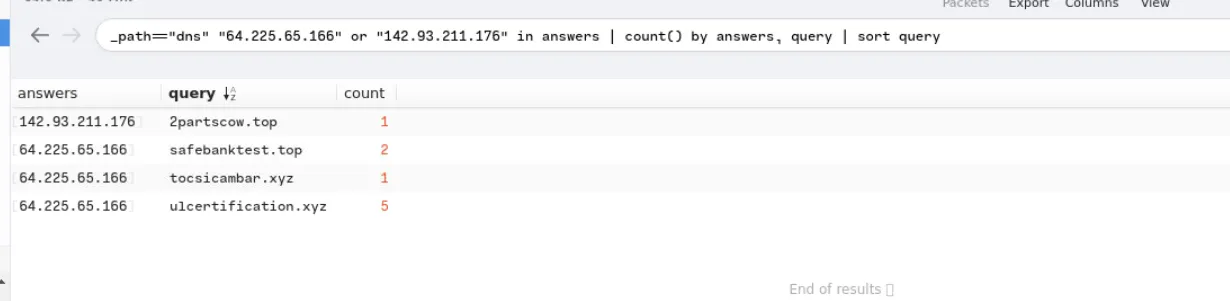 Packets Export Columns View
_path=="dns" "64.225.65.166" or "142.93.211.176" in answers | count() by answers, query | sort query
answers query count
[142.93.211.176] 2partscow.top 1
[64.225.65.166] safebanktest.top 2
[64.225.65.166] tocsicambar.xyz 1
[64.225.65.166] ulcertification.xyz 5
End of results